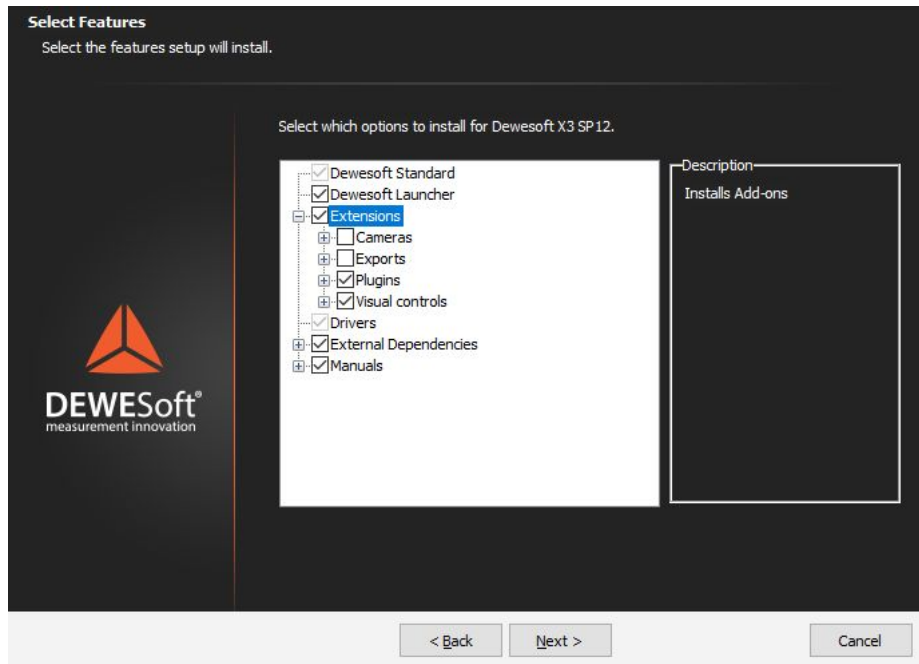 Select Features
Select the features setup will install.
Select which options to install for Dewesoft X3 SP12.
Dewesoft Standard
Dewesoft Launcher
Extensions
Cameras
Exports
Plugins
Visual controls
Drivers
External Dependencies
Manuals
Description
Installs Add-ons
DEWESoft®
measurement innovation
< Back
Next >
Cancel